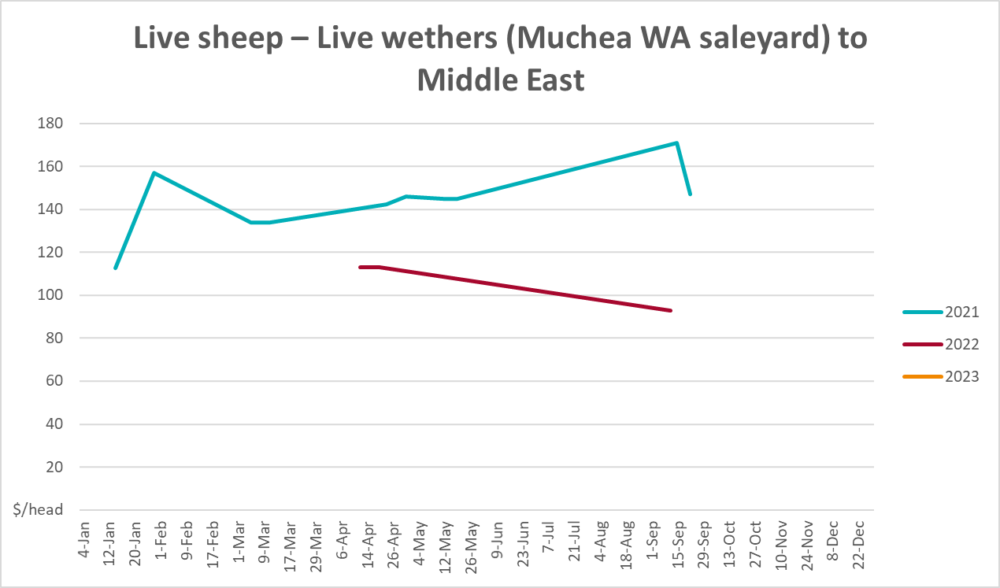 Live sheep – Live wethers (Muchea WA saleyard) to
Middle East
180
160
140
120
100
80
60
40
20
$/head
4-Jan
12-Jan
20-Jan
1-Feb
9-Feb
17-Feb
1-Mar
9-Mar
17-Mar
29-Mar
6-Apr
14-Apr
26-Apr
4-May
12-May
26-May
9-Jun
23-Jun
7-Jul
21-Jul
4-Aug
18-Aug
1-Sep
15-Sep
29-Sep
13-Oct
27-Oct
10-Nov
24-Nov
8-Dec
22-Dec
2021
2022
2023